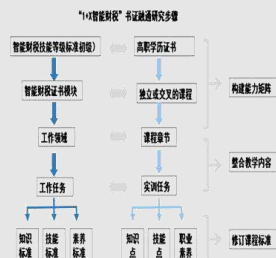 “1+X智能财税”书证融通研究步骤
智能财税技能等级标准初级）
高职学历证书
智能财税证书模块
独立或交叉的课程
构建能力矩阵
工作领域
课程章节
整合教学内容
工作任务
实训任务
知识标准
技能标准
素养标准
知识点
技能点
职业素养
修订课程标准